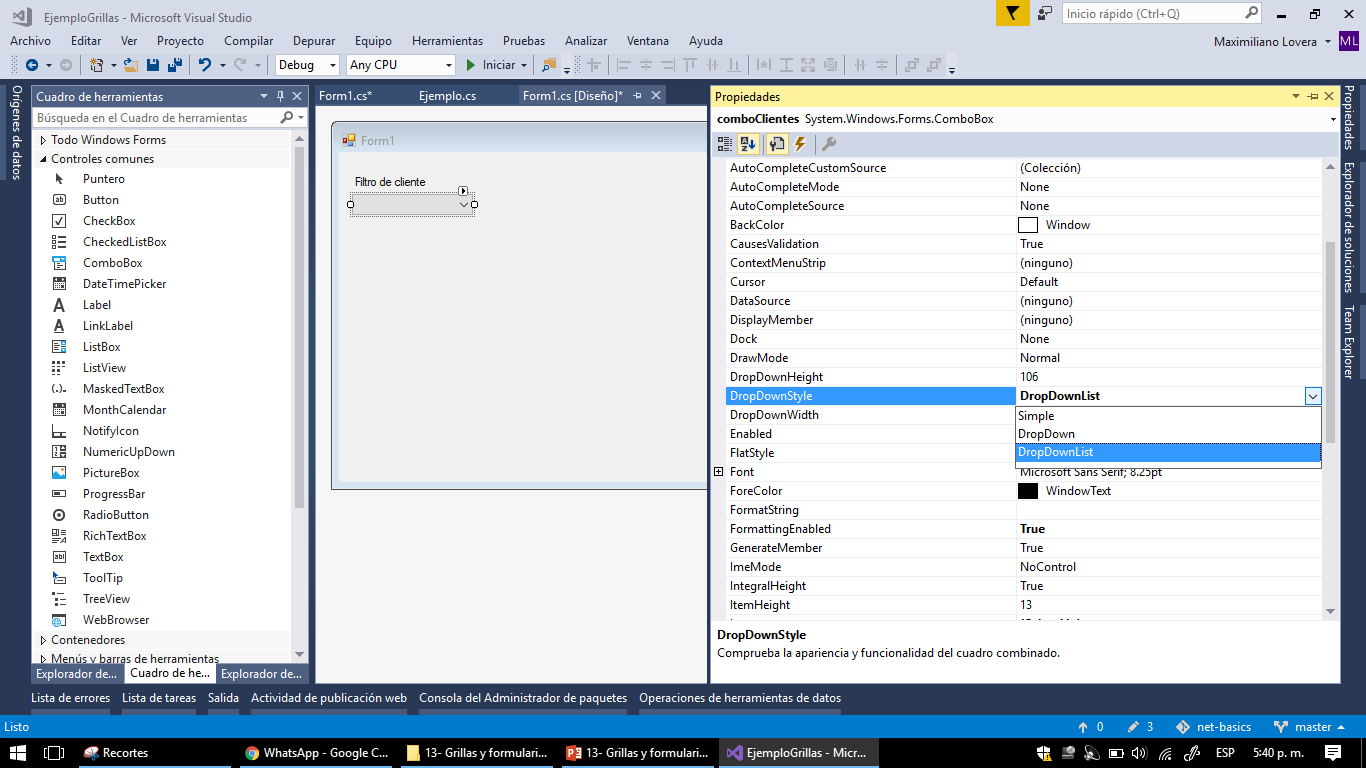 EjemploGrillas - Microsoft Visual Studio
Inicio rápido (Ctrl+Q)
Archivo Editar Ver Proyecto Compilar Depurar Equipo Herramientas Pruebas Analizar Ventana Ayuda
Maximiliano Lovera ML
Debug Any CPU Iniciar
Orígenes de datos
Cuadro de herramientas
Búsqueda en el Cuadro de herramientas
Todo Windows Forms
Controles comunes
Puntero
Button
CheckBox
CheckedListBox
ComboBox
DateTimePicker
Label
LinkLabel
ListBox
ListView
MaskedTextBox
MonthCalendar
NotifyIcon
NumericUpDown
PictureBox
ProgressBar
RadioButton
RichTextBox
TextBox
ToolTip
TreeView
WebBrowser
Contenedores
Menús y barras de herramientas
Explorador de... Cuadro de he... Explorador de...
Form1.cs* Ejemplo.cs Form1.cs [Diseño]*
Form1
Filtro de cliente
Propiedades
comboClientes System.Windows.Forms.ComboBox
AutoCompleteCustomSource (Colección)
AutoCompleteMode None
AutoCompleteSource None
BackColor Window
CausesValidation True
ContextMenuStrip (ninguno)
Cursor Default
DataSource (ninguno)
DisplayMember (ninguno)
Dock None
DrawMode Normal
DropDownHeight 106
DropDownStyle DropDownList
DropDownWidth Simple
Enabled DropDown
FlatStyle DropDownList
Font Microsoft Sans Serif; 8.25pt
ForeColor WindowText
FormatString
FormattingEnabled True
GenerateMember True
ImeMode NoControl
IntegralHeight True
ItemHeight 13
DropDownStyle
Comprueba la apariencia y funcionalidad del cuadro combinado.
Propiedades
Explorador de soluciones
Team Explorer
Lista de errores Lista de tareas Salida Actividad de publicación web Consola del Administrador de paquetes Operaciones de herramientas de datos
Listo 0 3 net-basics master
Recortes WhatsApp - Google C... 13- Grillas y formulari... 13- Grillas y formulari... EjemploGrillas - Micr... ESP 5:40 p. m.